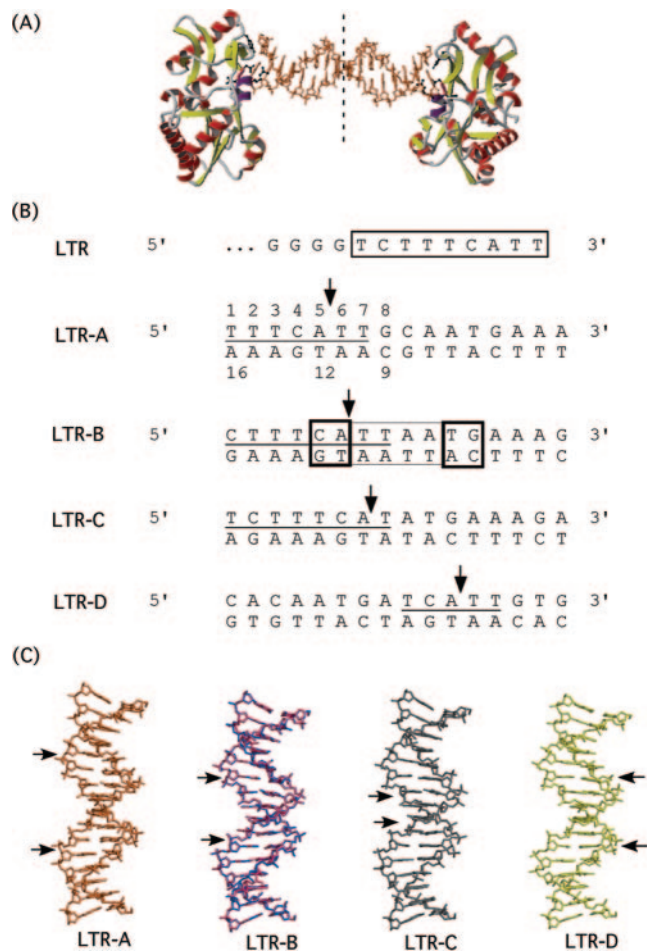 (A)
(B)
LTR 5' ... G G G G T C T T T C A T T 3'
1 2 3 4 5 6 7 8
LTR-A 5' T T T C A T T G C A A T G A A A 3'
A A A G T A A C G T T A C T T T
16 12 9
LTR-B 5' C T T T C A T T A A T G A A A G 3'
G A A A G T A A T T A C T T T C
LTR-C 5' T C T T T C A T A T G A A A G A 3'
A G A A A G T A T A C T T T C T
LTR-D 5' C A C A A T G A T C A T T G T G 3'
G T G T T A C T A G T A A C A C
(C)
LTR-A LTR-B LTR-C LTR-D